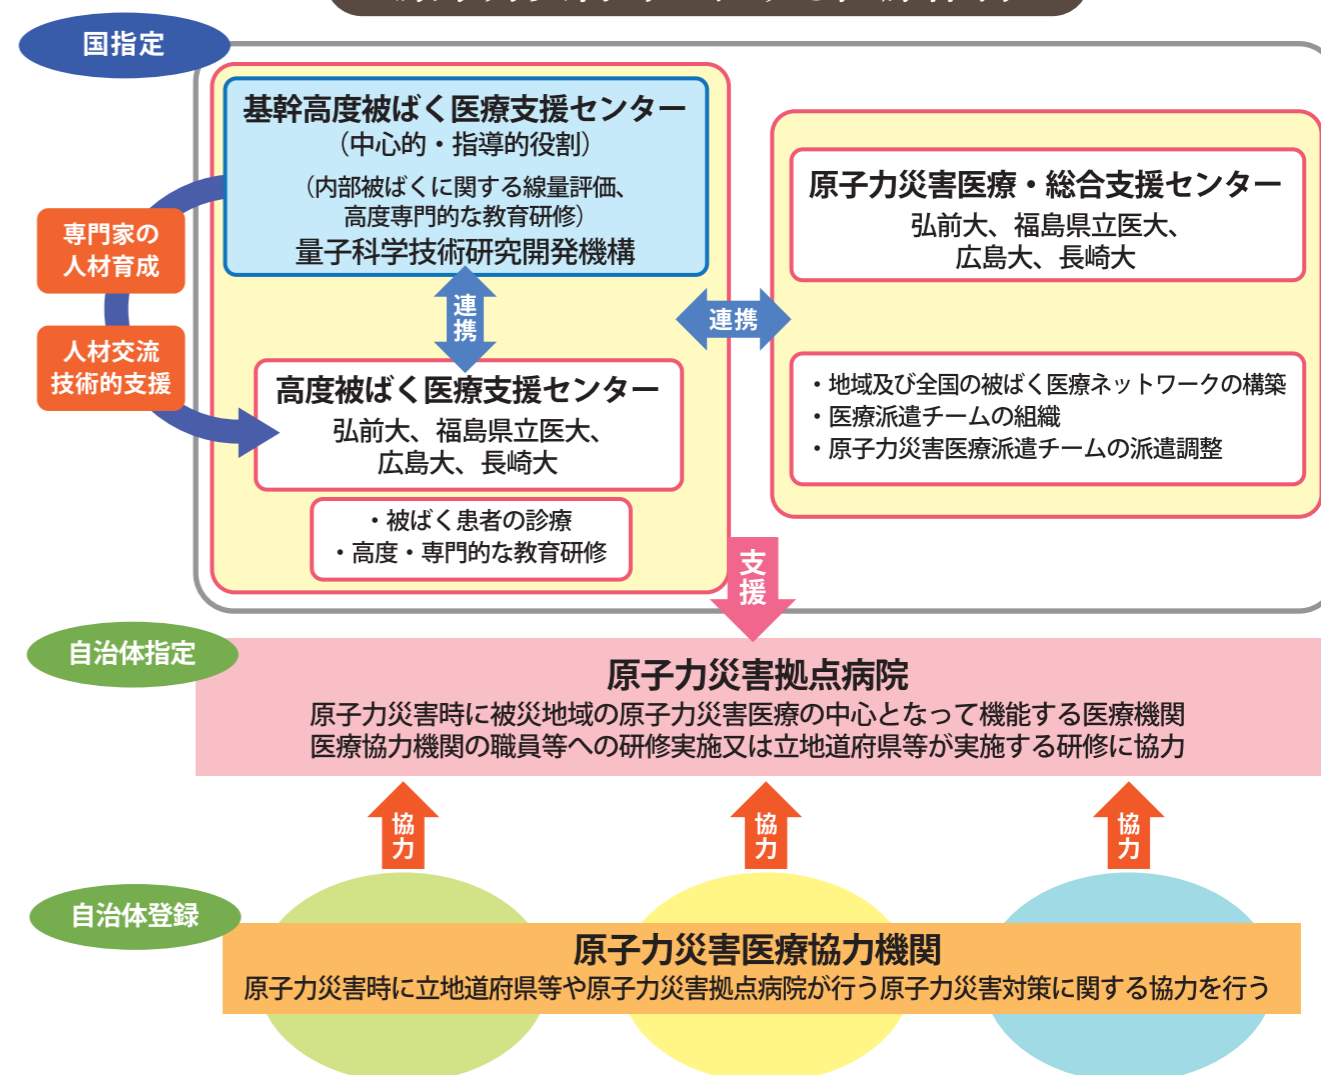 国指定
基幹高度被ばく医療支援センター
（中心的・指導的役割）
（内部被ばくに関する線量評価、
高度専門的な教育研修）
量子科学技術研究開発機構
専門家の
人材育成
人材交流
技術的支援
連携
高度被ばく医療支援センター
弘前大、福島県立医大、
広島大、長崎大
・被ばく患者の診療
・高度・専門的な教育研修
連携
原子力災害医療・総合支援センター
弘前大、福島県立医大、
広島大、長崎大
・地域及び全国の被ばく医療ネットワークの構築
・医療派遣チームの組織
・原子力災害医療派遣チームの派遣調整
支援
自治体指定
原子力災害拠点病院
原子力災害時に被災地域の原子力災害医療の中心となって機能する医療機関
医療協力機関の職員等への研修実施又は立地道府県等が実施する研修に協力
協力
協力
協力
自治体登録
原子力災害医療協力機関
原子力災害時に立地道府県等や原子力災害拠点病院が行う原子力災害対策に関する協力を行う